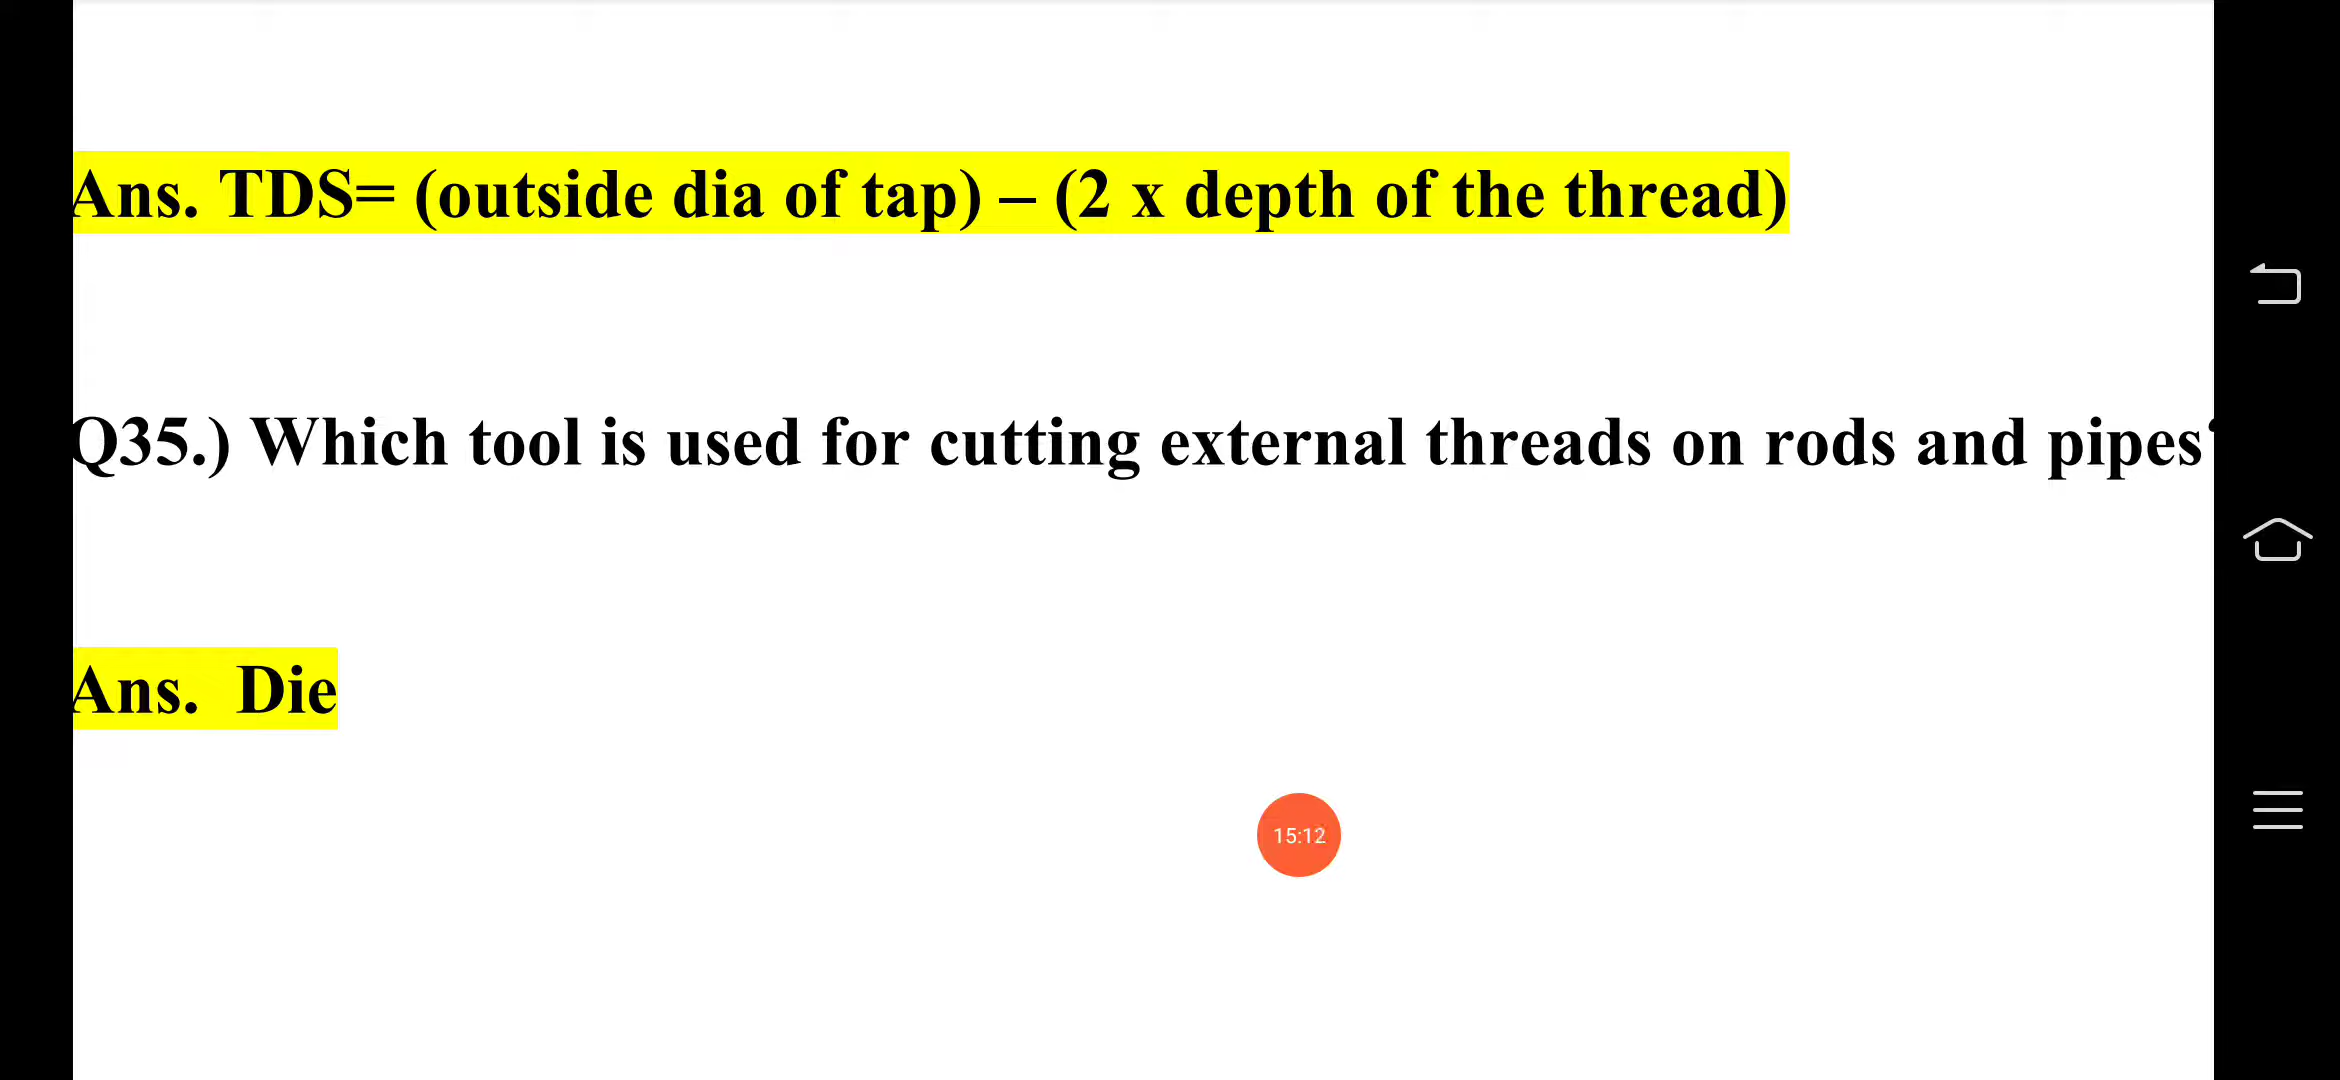 Ans. TDS= (outside dia of tap) – (2 x depth of the thread)
Q35.) Which tool is used for cutting external threads on rods and pipes
Ans. Die
15:12